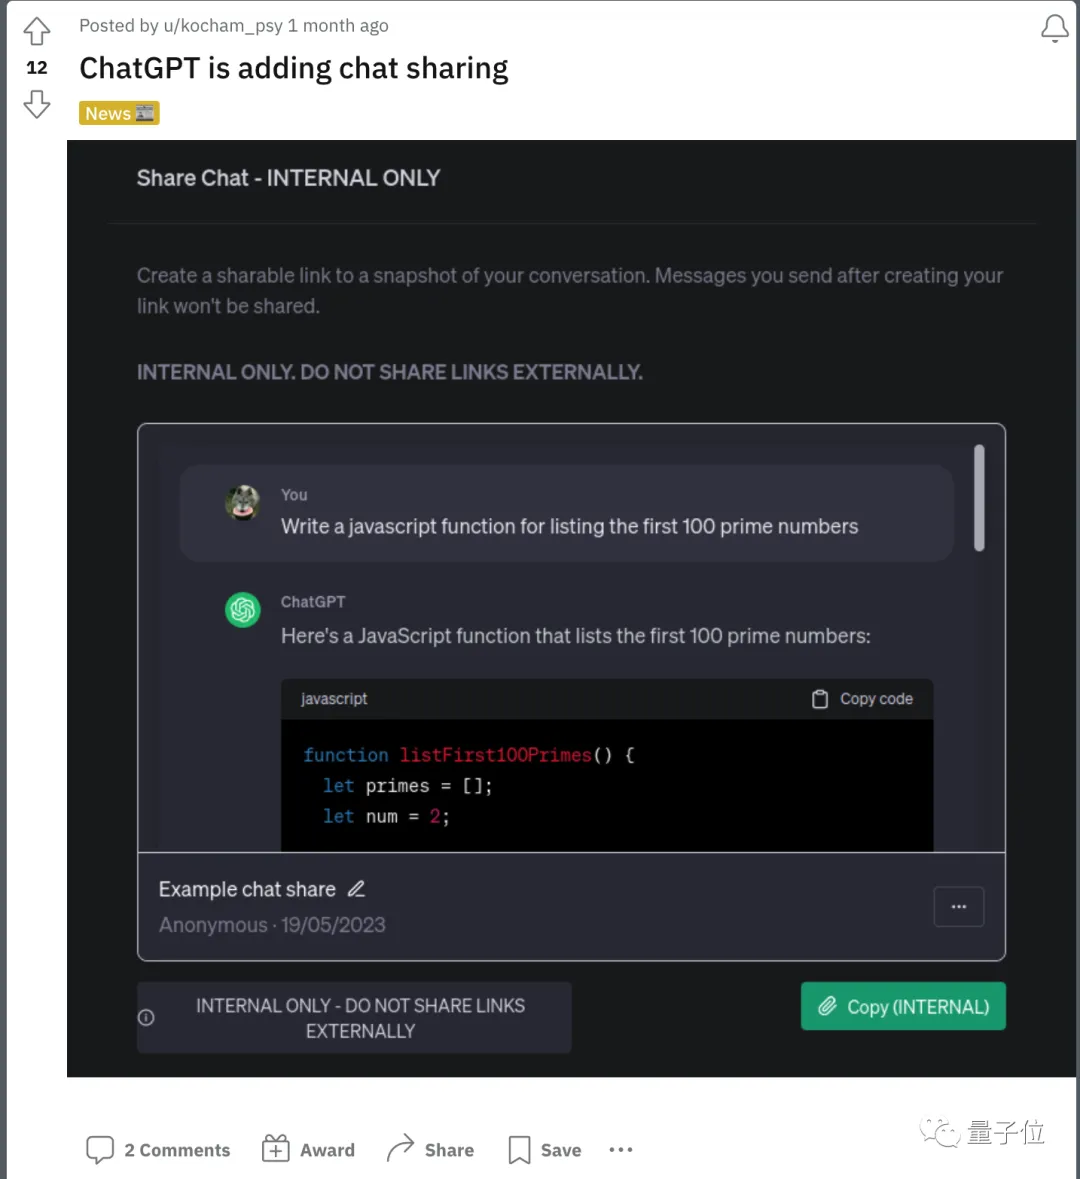 Posted by u/kocham_psy 1 month ago
12
ChatGPT is adding chat sharing
News
Share Chat - INTERNAL ONLY
Create a sharable link to a snapshot of your conversation. Messages you send after creating your
link won't be shared.
INTERNAL ONLY. DO NOT SHARE LINKS EXTERNALLY.
You
Write a javascript function for listing the first 100 prime numbers
ChatGPT
Here's a JavaScript function that lists the first 100 prime numbers:
javascript
Copy code
function listFirst100Primes() {
let primes = [];
let num = 2;
Example chat share
Anonymous · 19/05/2023
...
INTERNAL ONLY - DO NOT SHARE LINKS
EXTERNALLY
Copy (INTERNAL)
2 Comments
Award
Share
Save
...
量子位